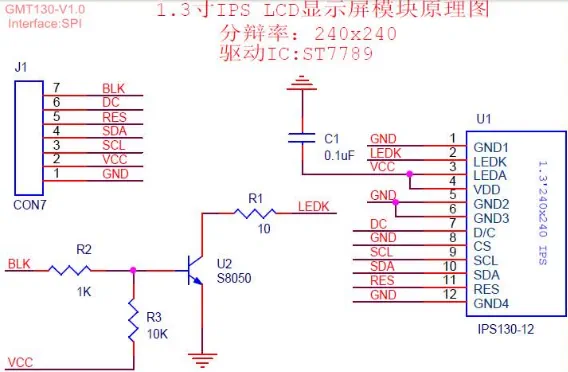 GMT130-V1.0
Interface:SPI
1.3寸IPS LCD显示屏模块原理图
分辩率：240x240
驱动IC:ST7789
J1
7 BLK
6 DC
5 RES
4 SDA
3 SCL
2 VCC
1 GND
CON7
C1
0.1uF
U1
GND 1 GND1
LEDK 2 LEDK
VCC 3 LEDA
4 VDD
GND 5 GND2
6 GND3
DC 7 D/C
GND 8 CS
SCL 9 SCL
SDA 10 SDA
RES 11 RES
GND 12 GND4
1.3'240x240 IPS
IPS130-12
R1
10
LEDK
BLK
R2
1K
U2
S8050
R3
10K
VCC